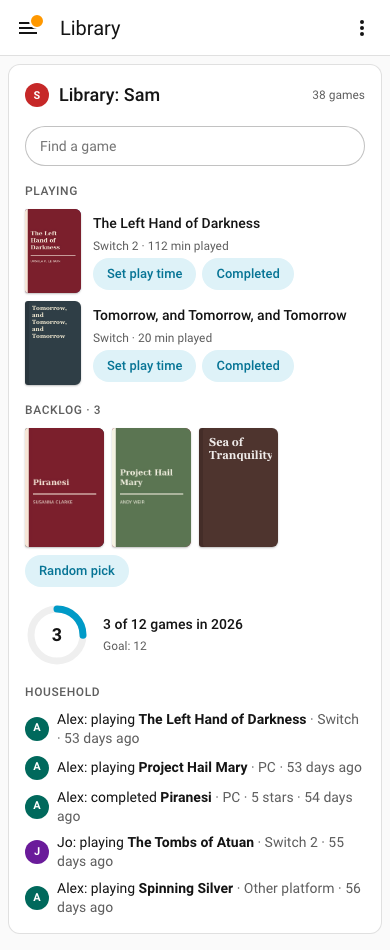 Library
S
Library: Sam
38 games
Find a game
PLAYING
The Left
Hand of
Darkness
The Left Hand of Darkness
Switch 2 · 112 min played
Set play time
Completed
Tomorrow,
and
Tomorrow,
and
Tomorrow
Tomorrow, and Tomorrow, and Tomorrow
Switch · 20 min played
Set play time
Completed
BACKLOG · 3
Piranesi
SUSANNA CLARKE
Project Hail
Mary
ANDY WEIR
Sea of
Tranquility
Random pick
3
3 of 12 games in 2026
Goal: 12
HOUSEHOLD
A
Alex: playing The Left Hand of Darkness · Switch
· 53 days ago
A
Alex: playing Project Hail Mary · PC · 53 days ago
A
Alex: completed Piranesi · PC · 5 stars · 54 days
ago
J
Jo: playing The Tombs of Atuan · Switch 2 · 55
days ago
A
Alex: playing Spinning Silver · Other platform · 56
days ago